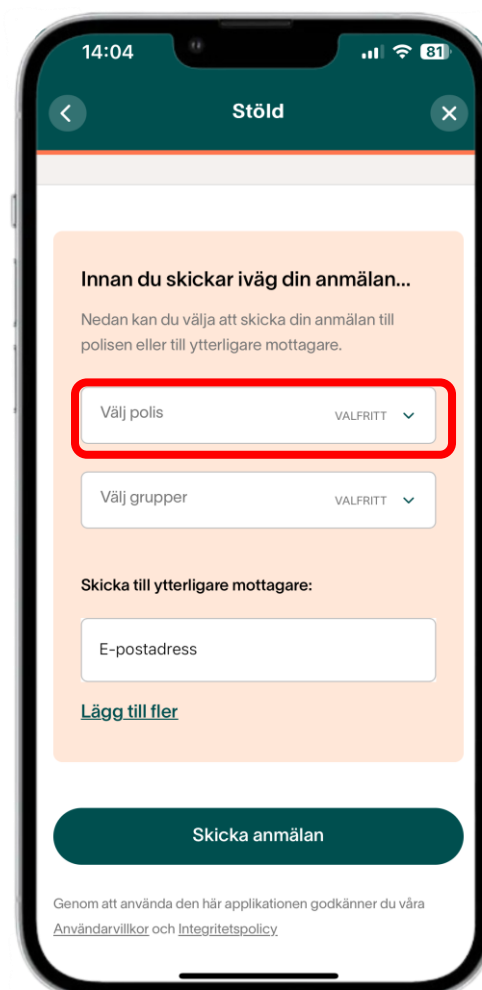 14:04
81
Stöld
Innan du skickar iväg din anmälan...
Nedan kan du välja att skicka din anmälan till
polisen eller till ytterligare mottagare.
Välj polis VALFRITT
Välj grupper VALFRITT
Skicka till ytterligare mottagare:
E-postadress
Lägg till fler
Skicka anmälan
Genom att använda den här applikationen godkänner du våra
Användarvillkor och Integritetspolicy